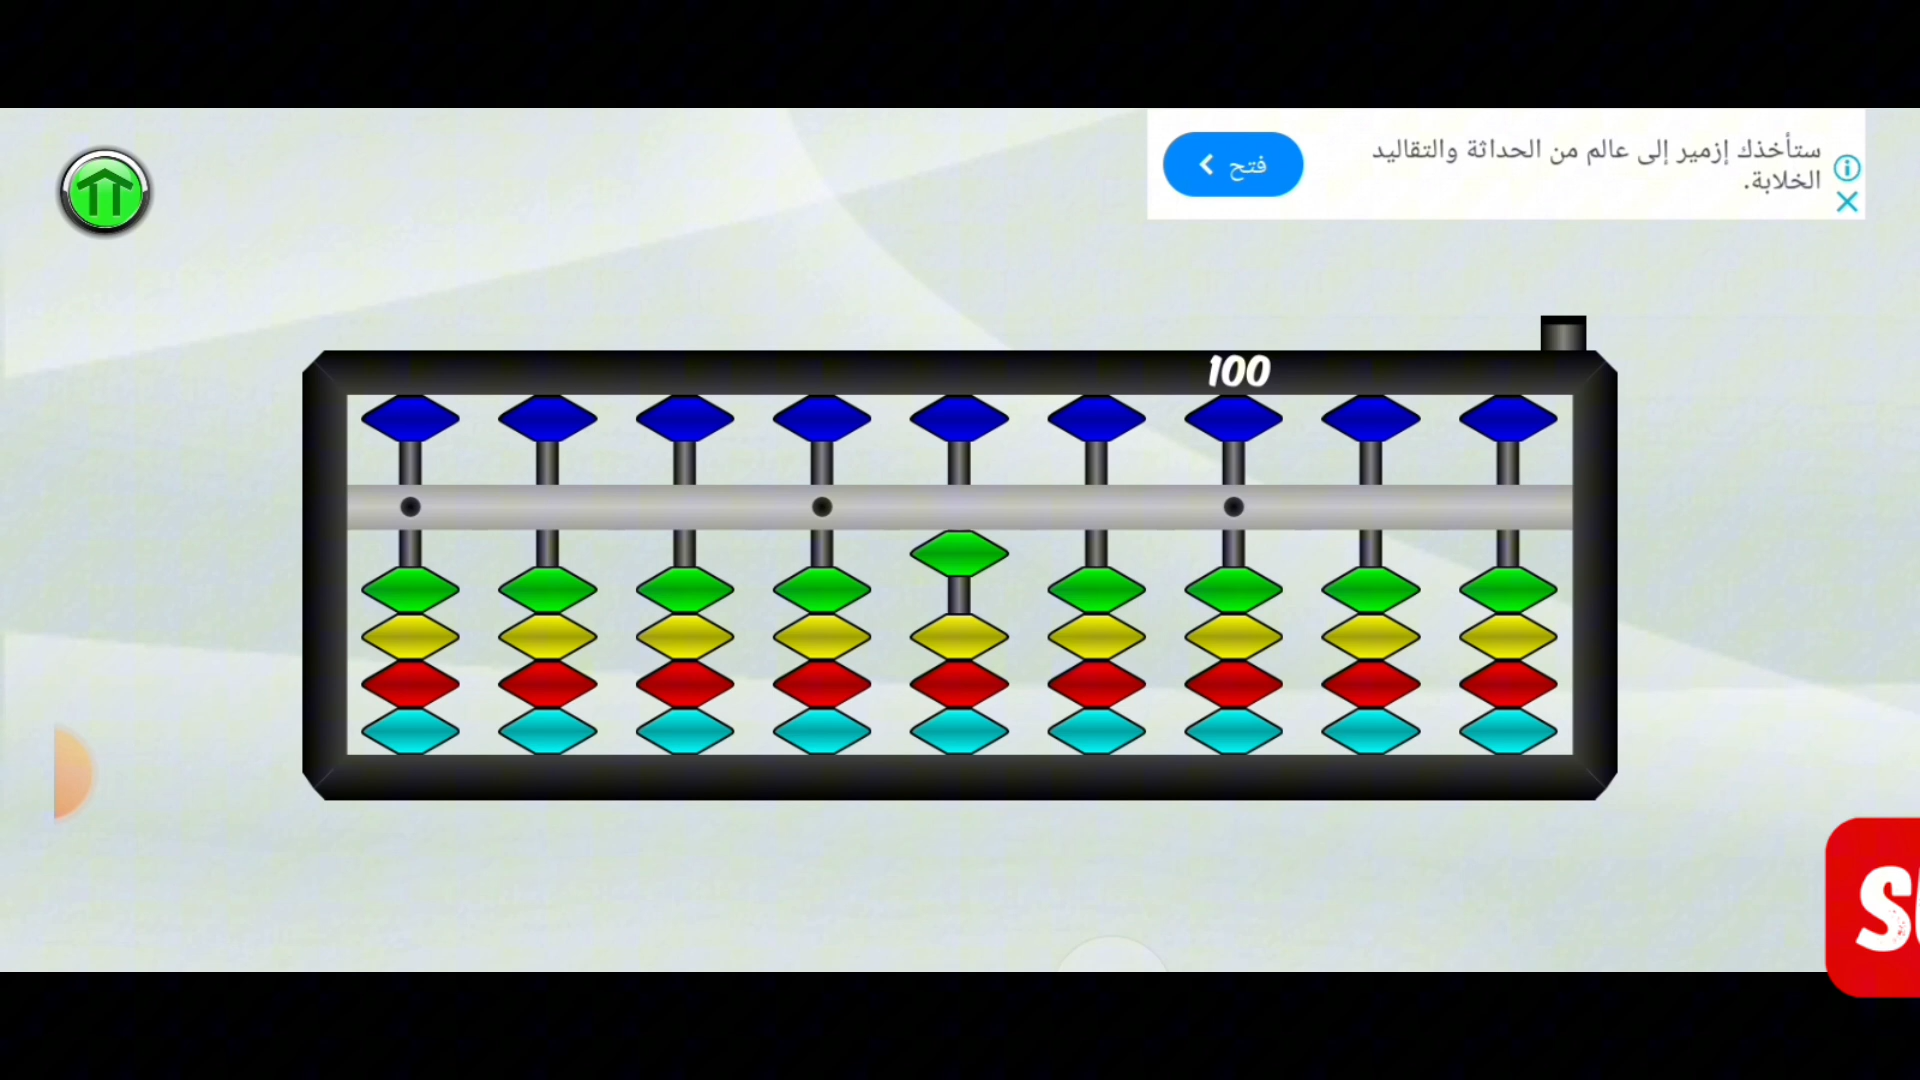 ستأخذك إزمير إلى عالم من الحداثة والتقاليد
الخلابة.
فتح
100